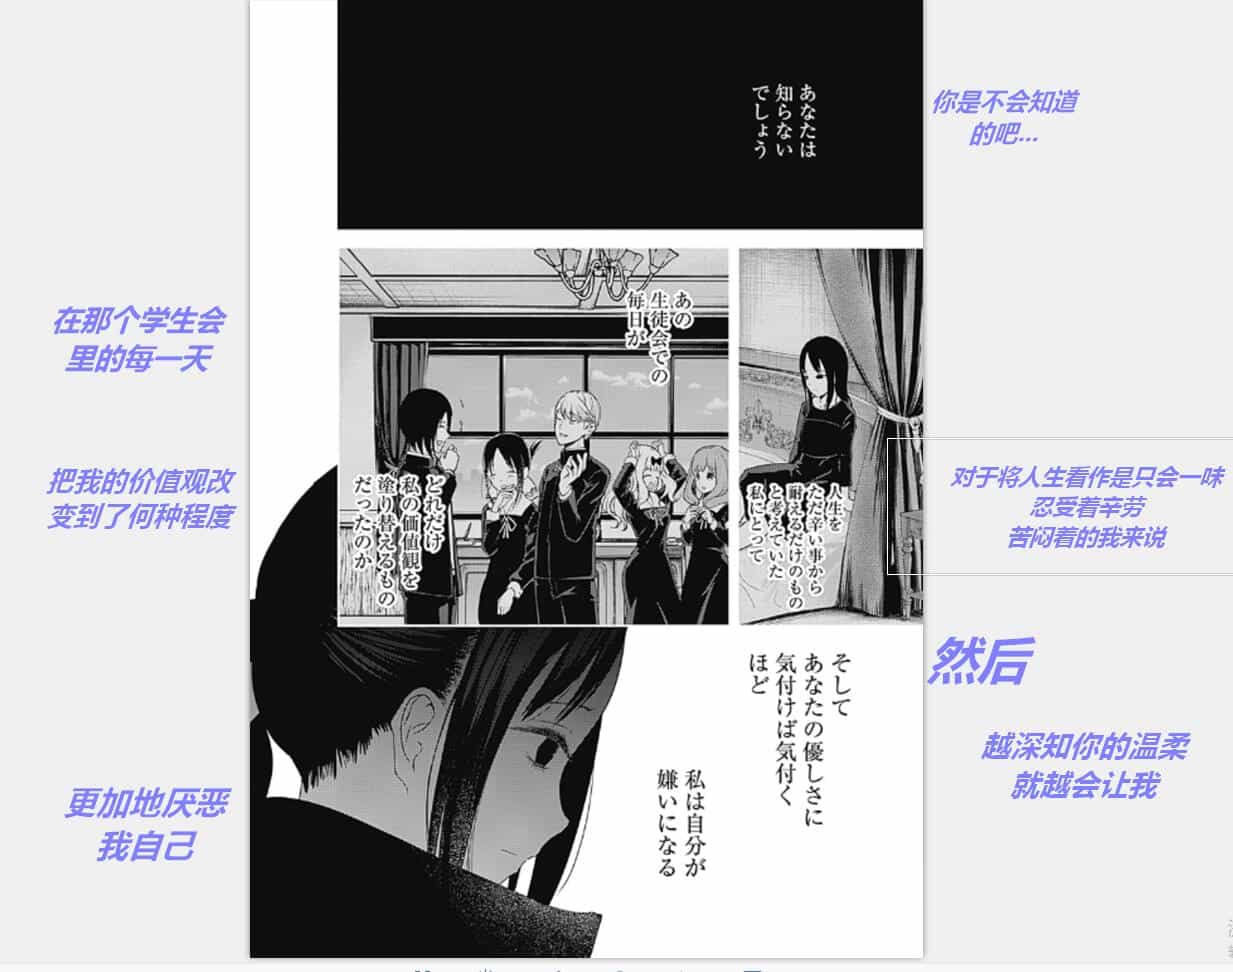 あなたは
知らない
でしょう
你是不会知道
的吧...
人生を
ただ辛い事から
耐えるだけのもの
と考えていた
私にとって
对于将人生看作是只会一味
忍受着辛劳
苦闷着的我来说
あの
生徒会での
毎日が
在那个学生会
里的每一天
どれだけ
私の価値観を
塗り替えるもの
だったのか
把我的价值观改
变到了何种程度
そして
あなたの優しさに
気付けば気付く
ほど
然后
越深知你的温柔
就越会让我
私は自分が
嫌いになる
更加地厌恶
我自己